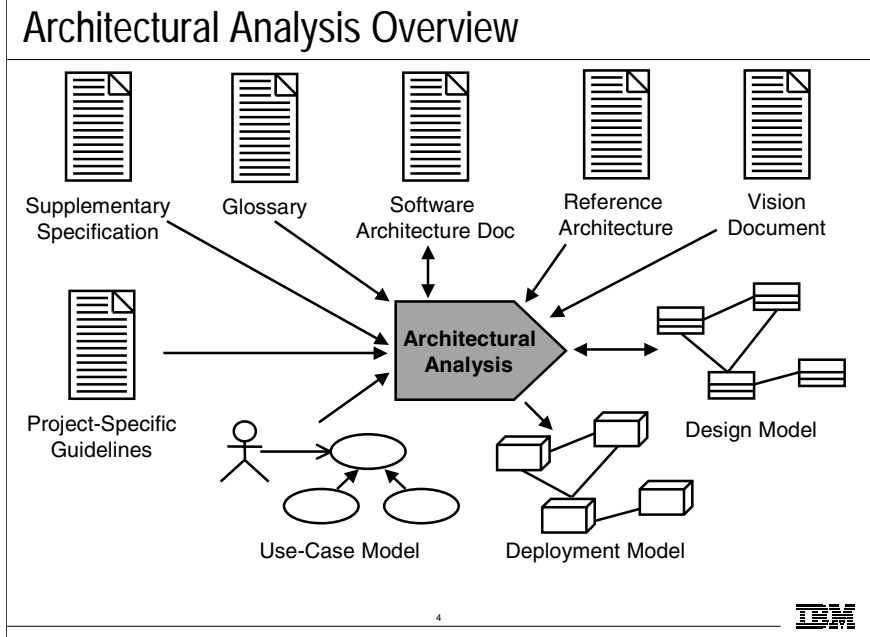 Architectural Analysis Overview
Supplementary
Specification
Glossary
Software
Architecture Doc
Reference
Architecture
Vision
Document
Architectural
Analysis
Project-Specific
Guidelines
Design Model
Use-Case Model
Deployment Model
4
IBM